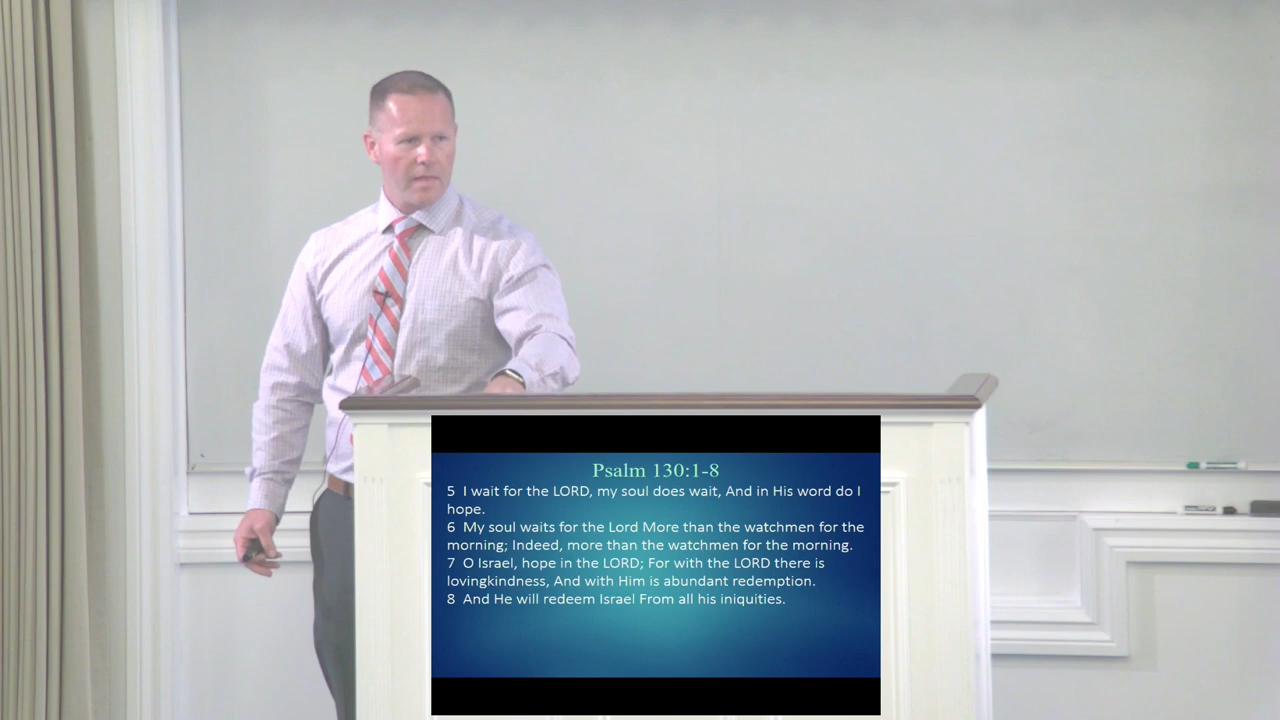 Psalm 130:1-8
5 I wait for the LORD, my soul does wait, And in His word do I
hope.
6 My soul waits for the Lord More than the watchmen for the
morning; Indeed, more than the watchmen for the morning.
7 O Israel, hope in the LORD; For with the LORD there is
lovingkindness, And with Him is abundant redemption.
8 And He will redeem Israel From all his iniquities.